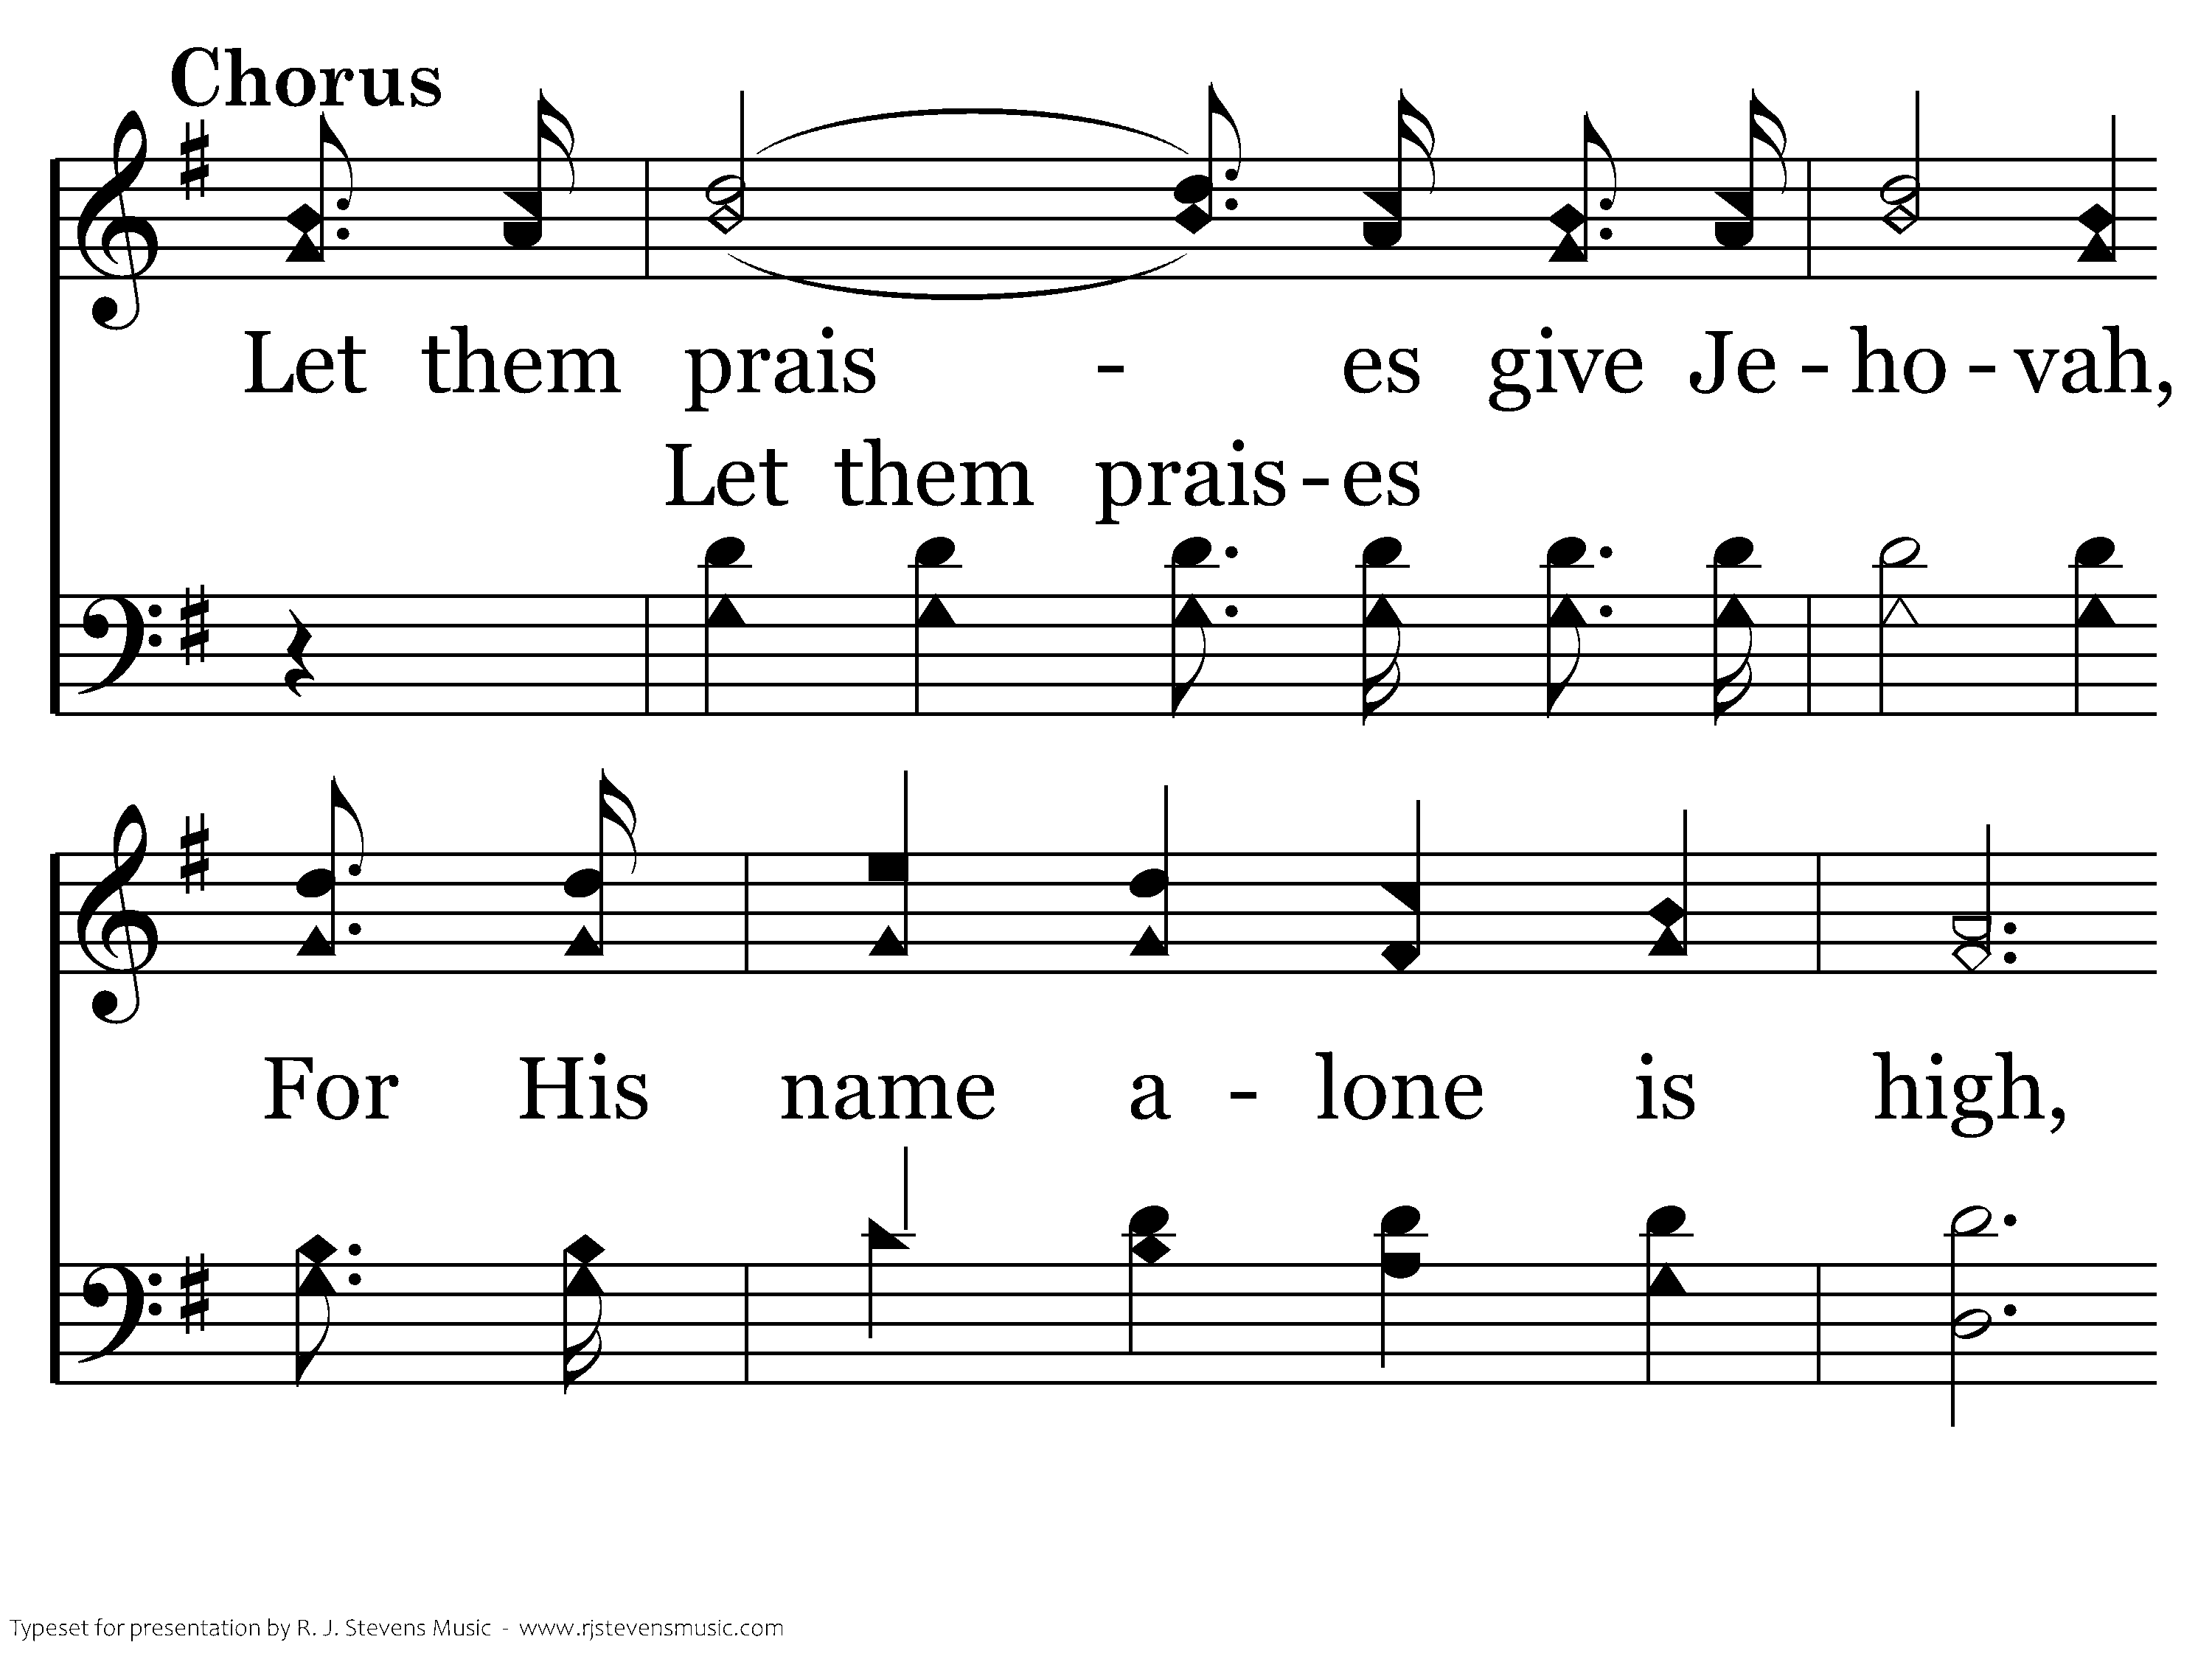 Chorus
Let them prais - es give Je - ho - vah,
Let them prais - es
For His name a - lone is high,
Typeset for presentation by R. J. Stevens Music - www.rjstevensmusic.com